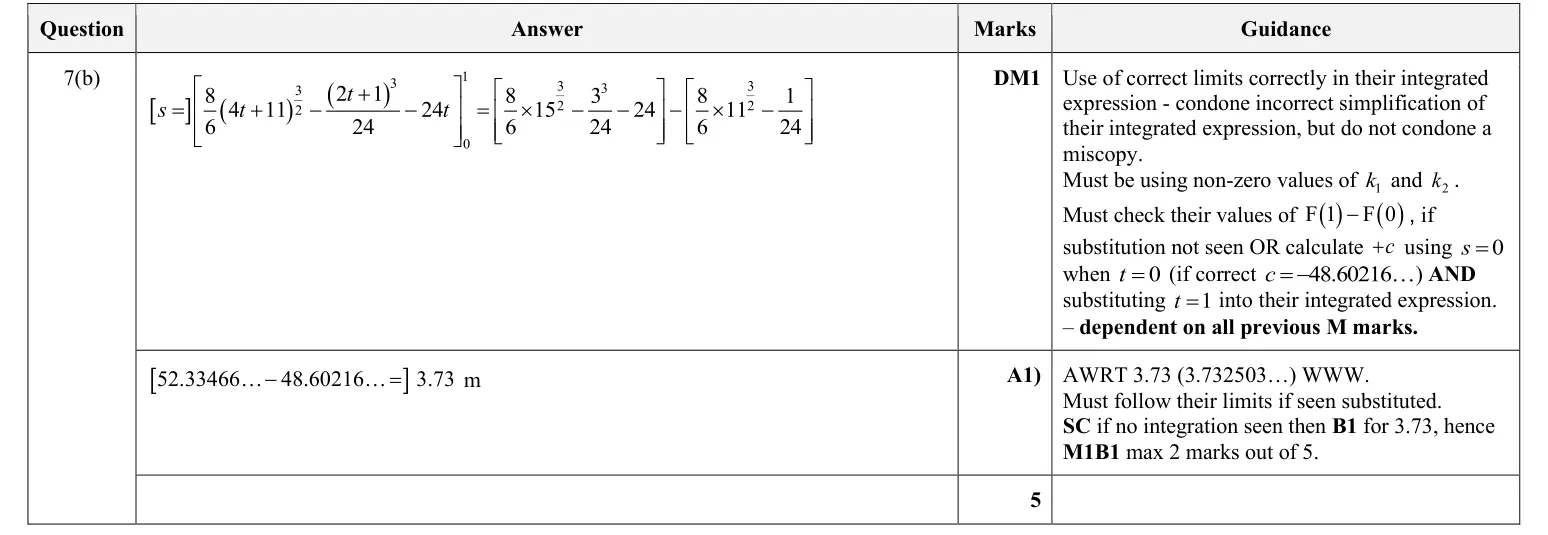 Question Answer Marks Guidance
7(b)
[s =] [8/6 (4t + 11)^(3/2) − (2t + 1)^3/24 − 24t]_0^1 = [8/6 × 15^(3/2) − 3^3/24 − 24] − [8/6 × 11^(3/2) − 1/24]
DM1
Use of correct limits correctly in their integrated
expression - condone incorrect simplification of
their integrated expression, but do not condone a
miscopy.
Must be using non-zero values of k₁ and k₂ .
Must check their values of F(1) − F(0) , if
substitution not seen OR calculate +c using s = 0
when t = 0 (if correct c = −48.60216…) AND
substituting t = 1 into their integrated expression.
– dependent on all previous M marks.
[52.33466… − 48.60216… =] 3.73 m
A1)
AWRT 3.73 (3.732503…) WWW.
Must follow their limits if seen substituted.
SC if no integration seen then B1 for 3.73, hence
M1B1 max 2 marks out of 5.
5